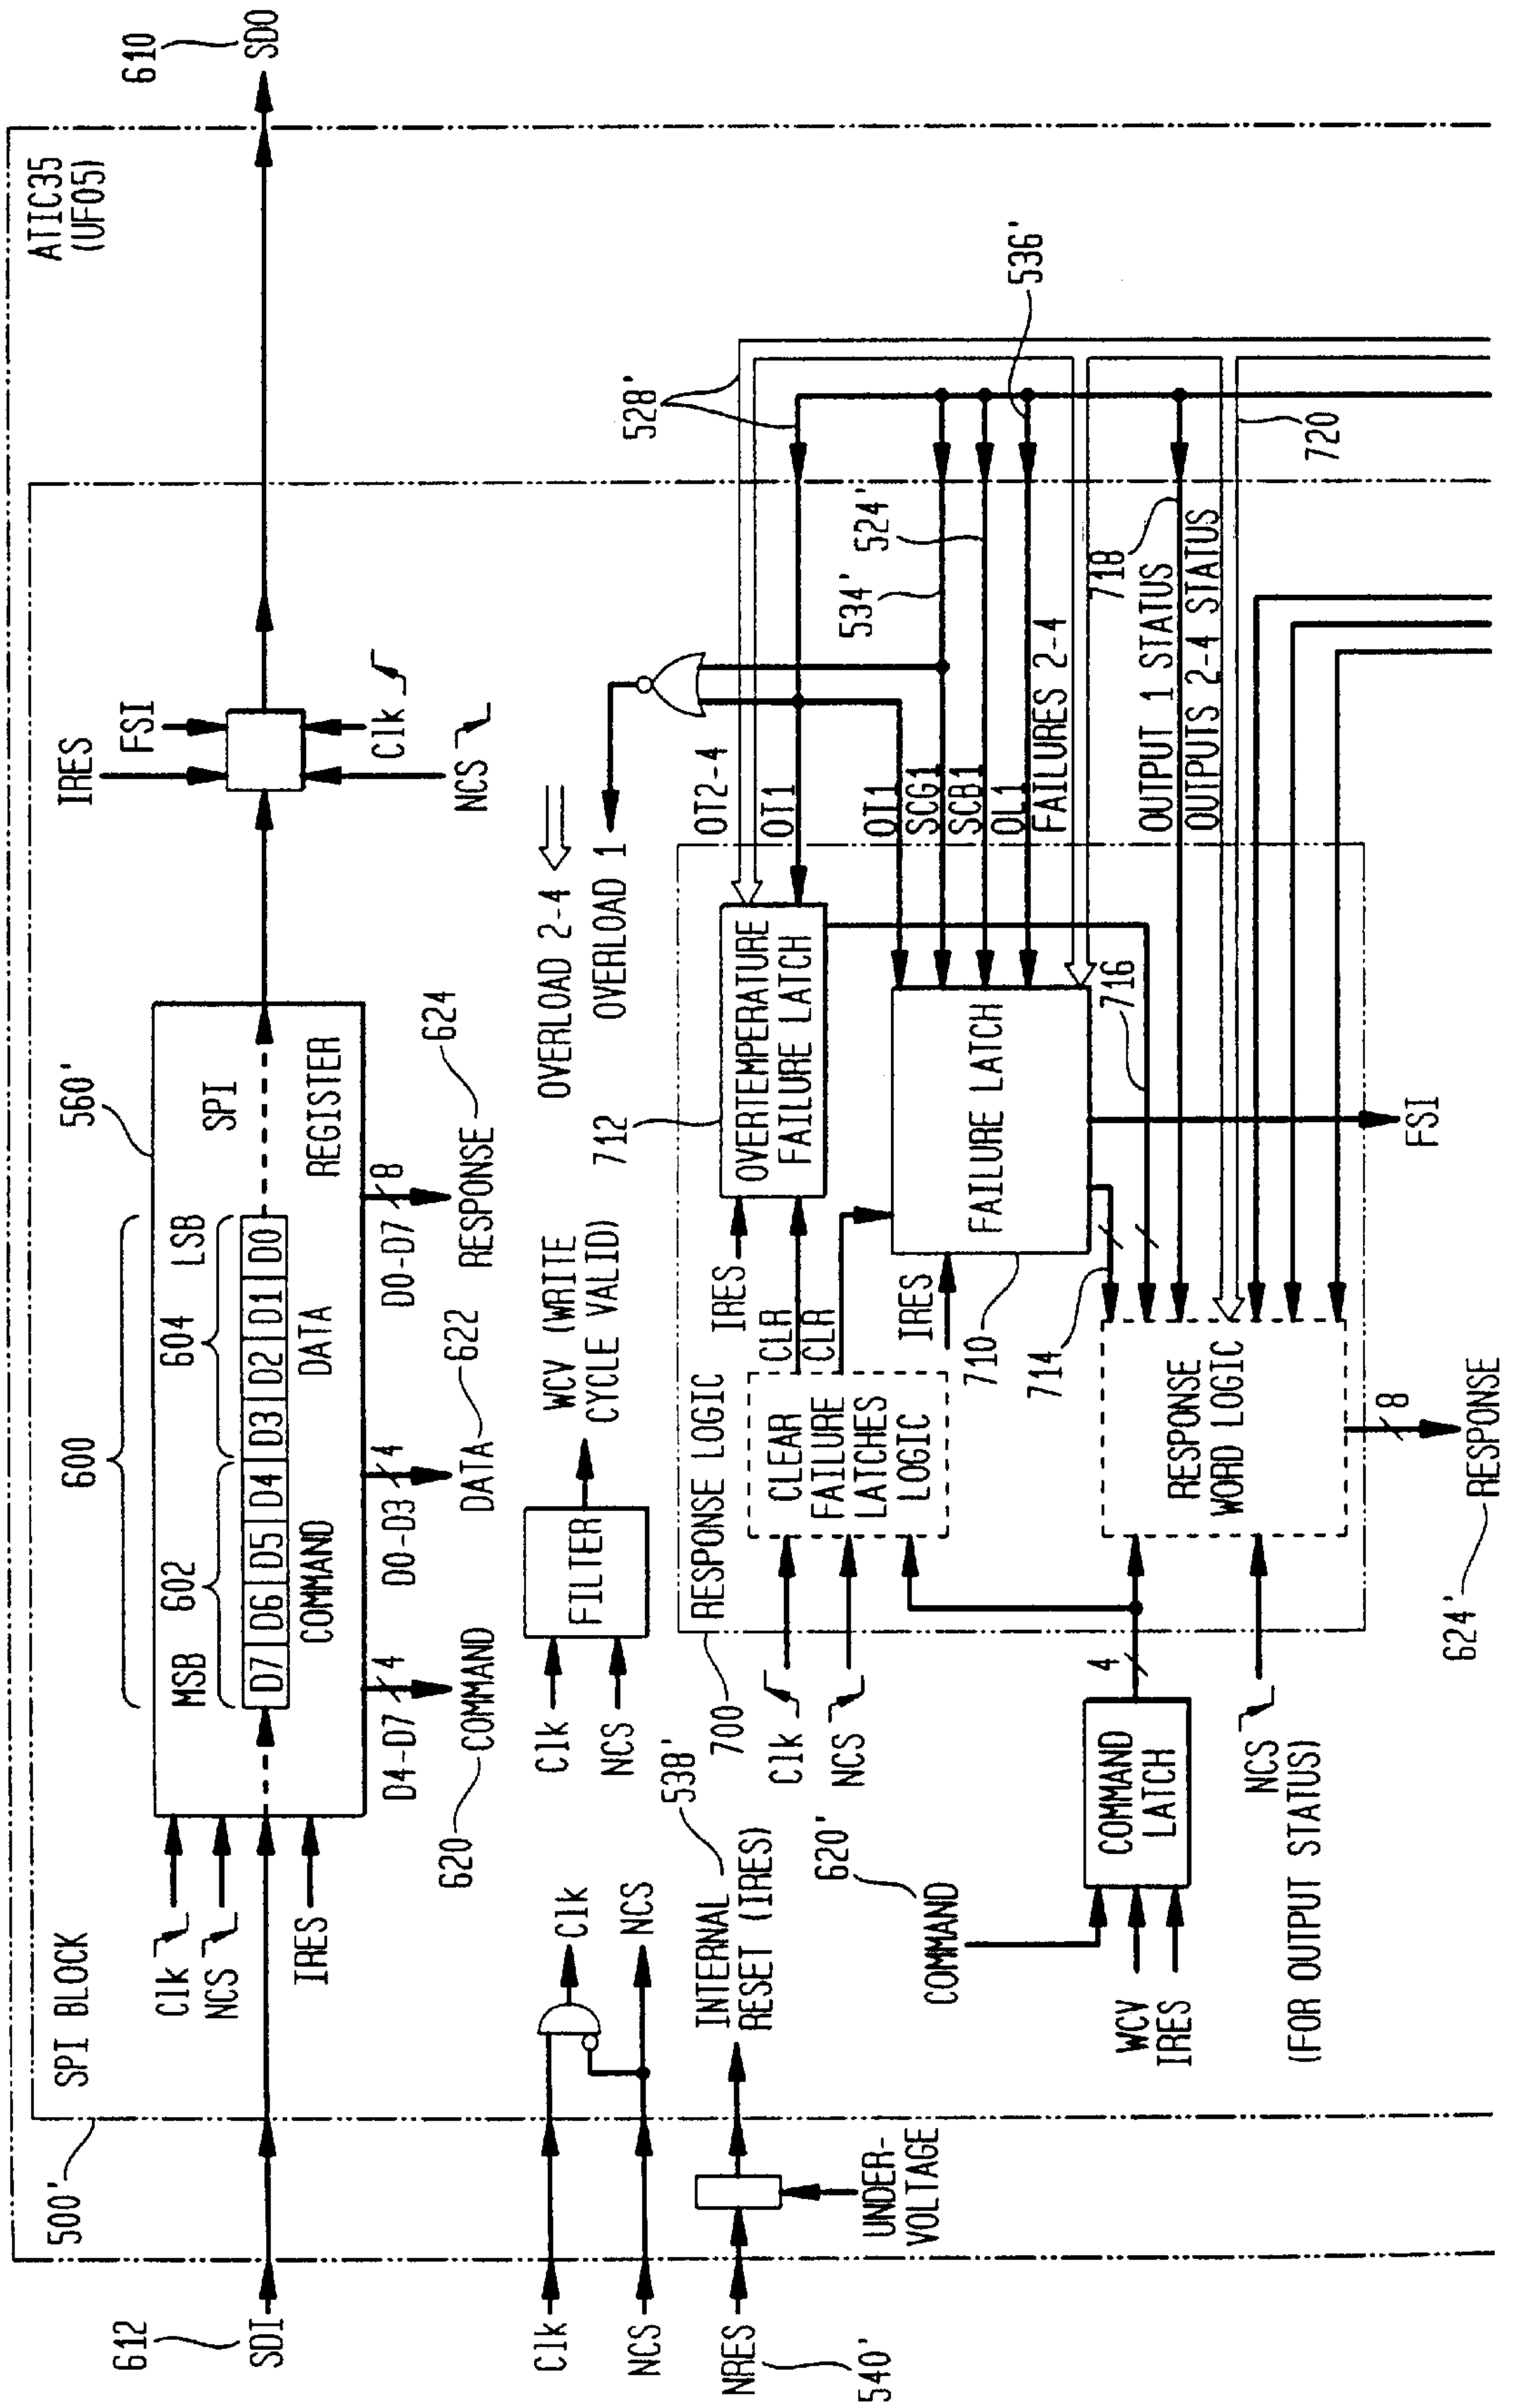 612
SDI
500'
SPI BLOCK
ATIC35
(UF05)
610
SDO
Clk
NCS
IRES
560'
600
602
604
MSB
LSB
SPI
D7 D6 D5 D4 D3 D2 D1 D0
COMMAND
DATA
REGISTER
D4-D7
4
D0-D3
4
D0-D7
8
620
COMMAND
DATA
622
RESPONSE
624
IRES
FSI
Clk
NCS
Clk
NCS
Clk
NCS
NRES
540'
UNDER-
VOLTAGE
INTERNAL
RESET (IRES)
538'
Clk
NCS
FILTER
WCV (WRITE
CYCLE VALID)
OVERLOAD 2-4
OVERLOAD 1
528'
534'
524'
536'
700
RESPONSE LOGIC
Clk
NCS
CLEAR
FAILURE
LATCHES
LOGIC
CLR
CLR
IRES
712
OVERTEMPERATURE
FAILURE LATCH
OT2-4
OT1
IRES
710
FAILURE LATCH
OT1
SCG1
SCB1
OL1
FAILURES 2-4
714
716
718
OUTPUT 1 STATUS
OUTPUTS 2-4 STATUS
720
FSI
620'
COMMAND
WCV
IRES
COMMAND
LATCH
4
NCS
(FOR OUTPUT STATUS)
RESPONSE
WORD LOGIC
8
624'
RESPONSE